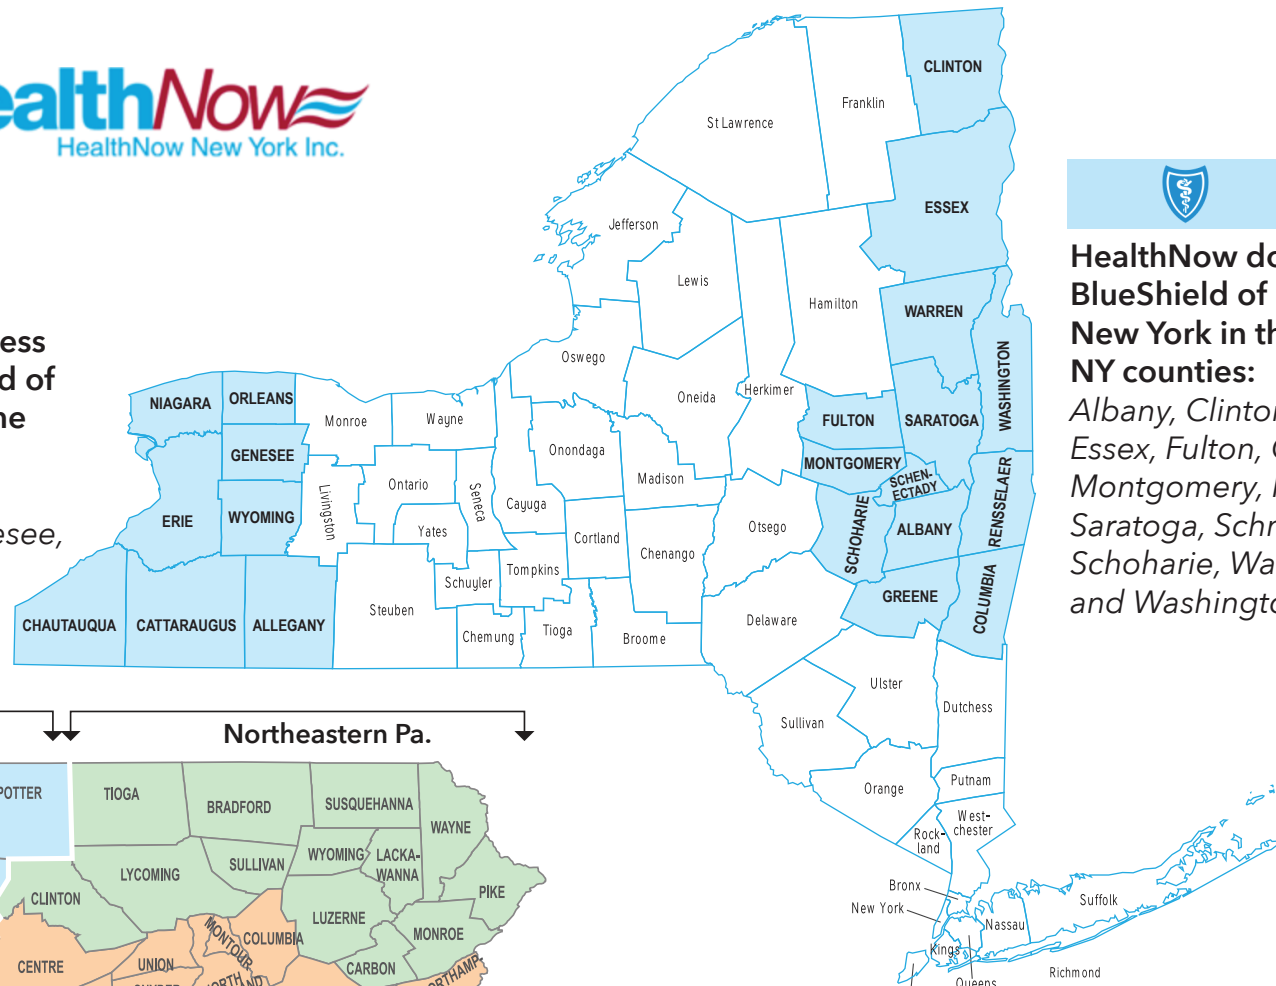 ealthNow
HealthNow New York Inc.
ess
d of
ne
esee,
CLINTON
Franklin
St Lawrence
ESSEX
Jefferson
Lewis
Hamilton
WARREN
WASHINGTON
Oswego
Herkimer
Oneida
NIAGARA
ORLEANS
Monroe
Wayne
FULTON
SARATOGA
GENESEE
Onondaga
MONTGOMERY
Madison
SCHEN-
ECTADY
RENSSELAER
Ontario
Livingston
Seneca
Cayuga
ERIE
WYOMING
Yates
Cortland
Otsego
SCHOHARIE
ALBANY
Chenango
Tompkins
Schuyler
Steuben
GREENE
COLUMBIA
CHAUTAUQUA
CATTARAUGUS
ALLEGANY
Chemung
Tioga
Broome
Delaware
Ulster
Dutchess
Sullivan
Orange
Putnam
West-
chester
Rock-
land
Bronx
New York
Suffolk
Nassau
Kings
Richmond
Queens
HealthNow do
BlueShield of
New York in th
NY counties:
Albany, Clinton
Essex, Fulton, G
Montgomery, R
Saratoga, Schn
Schoharie, Wa
and Washingto
Northeastern Pa.
POTTER
TIOGA
BRADFORD
SUSQUEHANNA
WAYNE
WYOMING
LACKA-
WANNA
SULLIVAN
LYCOMING
PIKE
CLINTON
LUZERNE
MONROE
MONTOUR
COLUMBIA
CENTRE
UNION
CARBON